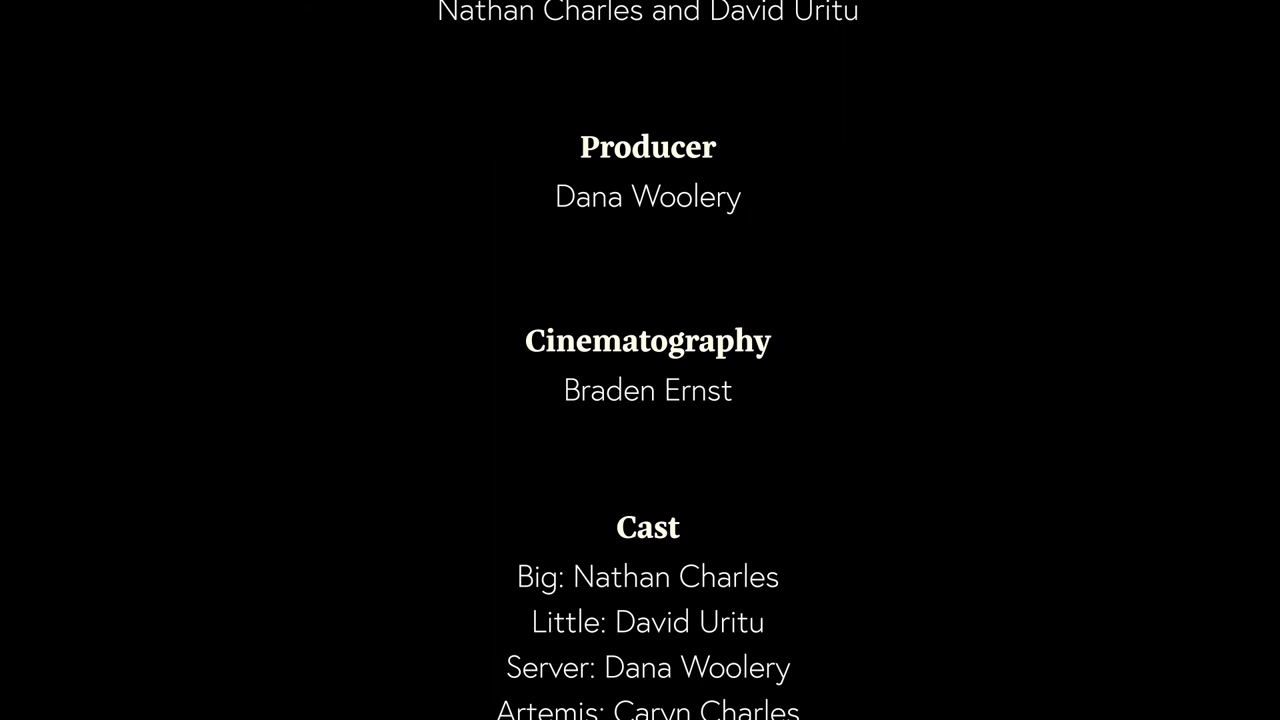 Nathan Charles and David Uritu
Producer
Dana Woolery
Cinematography
Braden Ernst
Cast
Big: Nathan Charles
Little: David Uritu
Server: Dana Woolery
Artemis: Caryn Charles